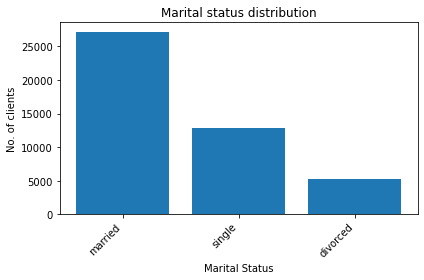 Marital status distribution
No. of clients
25000
20000
15000
10000
5000
0
married
single
divorced
Marital Status